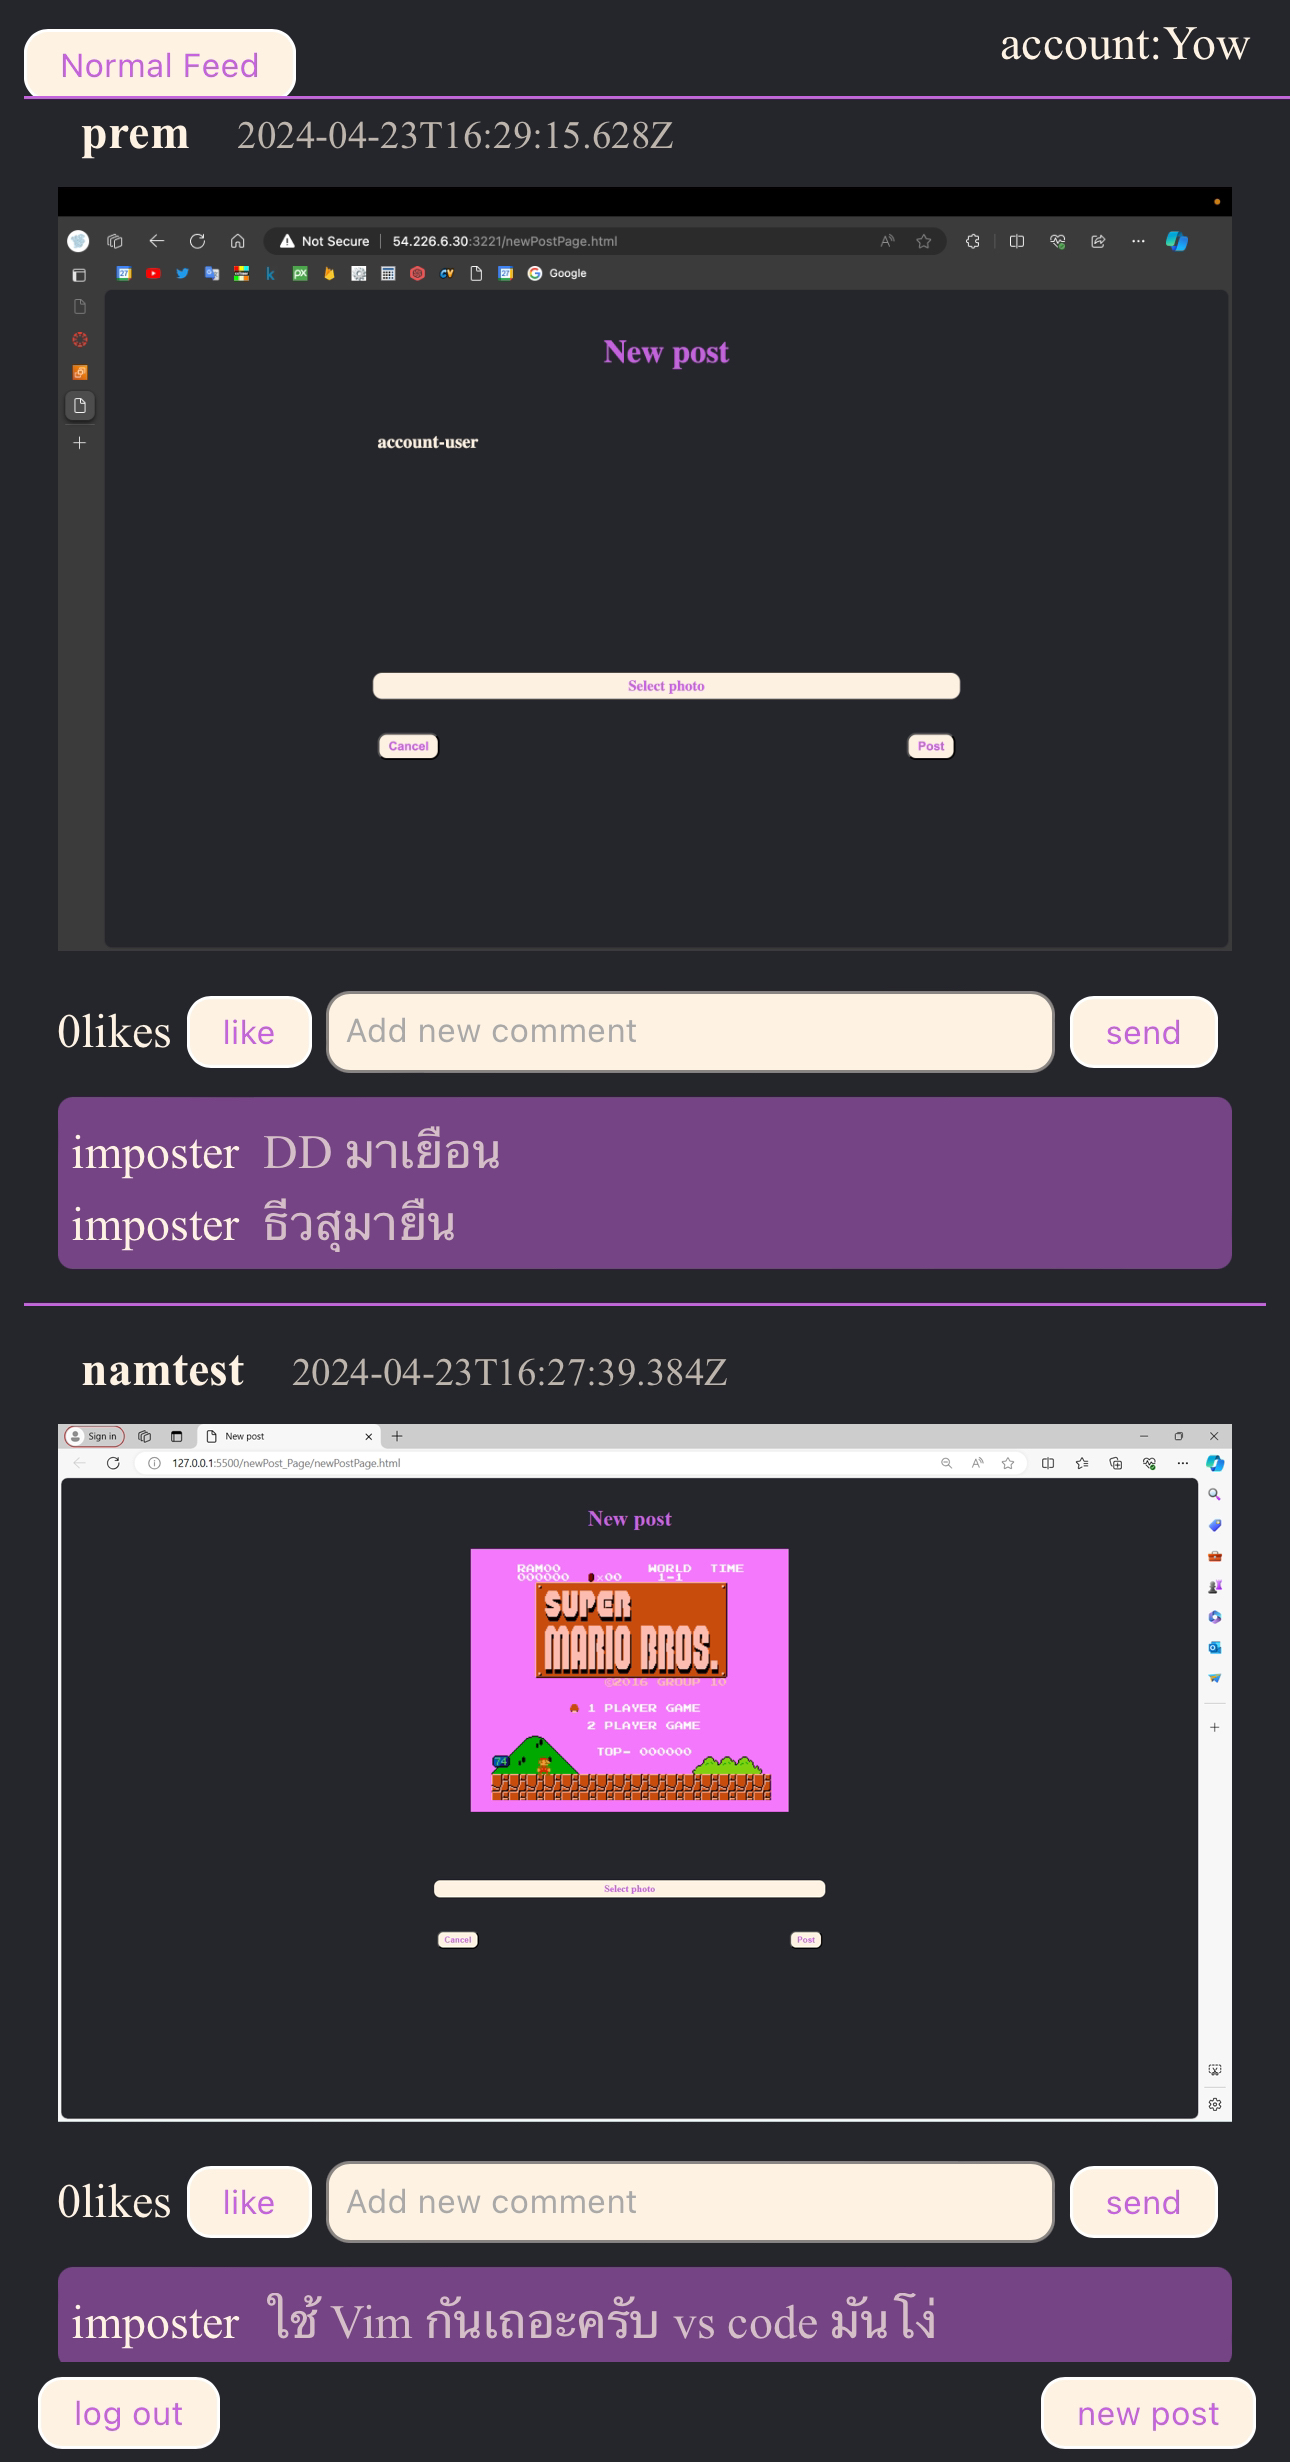 Normal Feed
account:Yow
prem 2024-04-23T16:29:15.628Z
Not Secure 54.226.6.30:3221/newPostPage.html
Google
New post
account-user
Select photo
Cancel Post
0likes like Add new comment send
imposter DD มาเยือน
imposter ธีวสุมายืน
namtest 2024-04-23T16:27:39.384Z
Sign in New post
127.0.0.1:5500/newPost_Page/newPostPage.html
New post
RAMOO WORLD TIME
000000 ×00 1-1
SUPER
MARIO BROS.
©2016 GROUP 10
1 PLAYER GAME
2 PLAYER GAME
TOP- 000000
74
Select photo
Cancel Post
0likes like Add new comment send
imposter ใช้ Vim กันเถอะครับ vs code มันโง่
log out new post